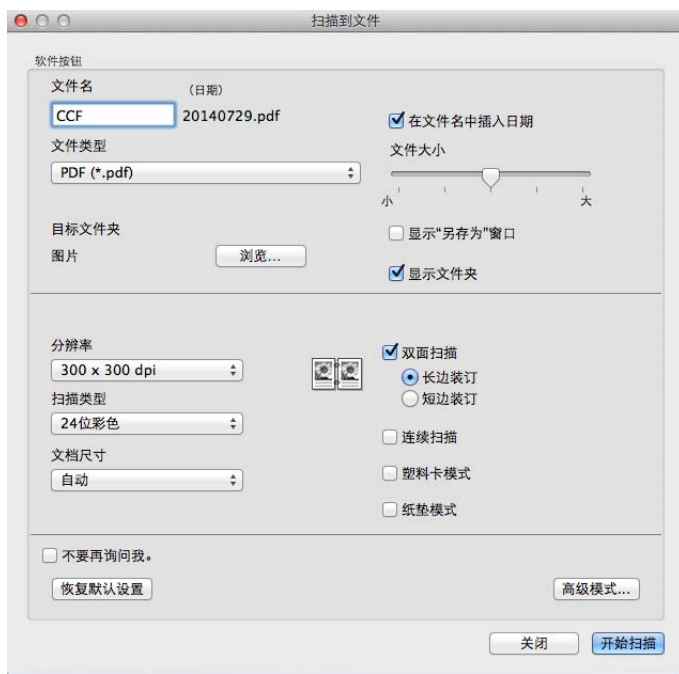 扫描到文件
软件按钮
文件名
(日期)
CCF
20140729.pdf
在文件名中插入日期
文件类型
文件大小
PDF (*.pdf)
小
大
目标文件夹
显示“另存为”窗口
图片
浏览...
显示文件夹
分辨率
双面扫描
300 x 300 dpi
长边装订
扫描类型
短边装订
24位彩色
连续扫描
文档尺寸
自动
塑料卡模式
纸垫模式
不要再询问我。
恢复默认设置
高级模式...
关闭
开始扫描